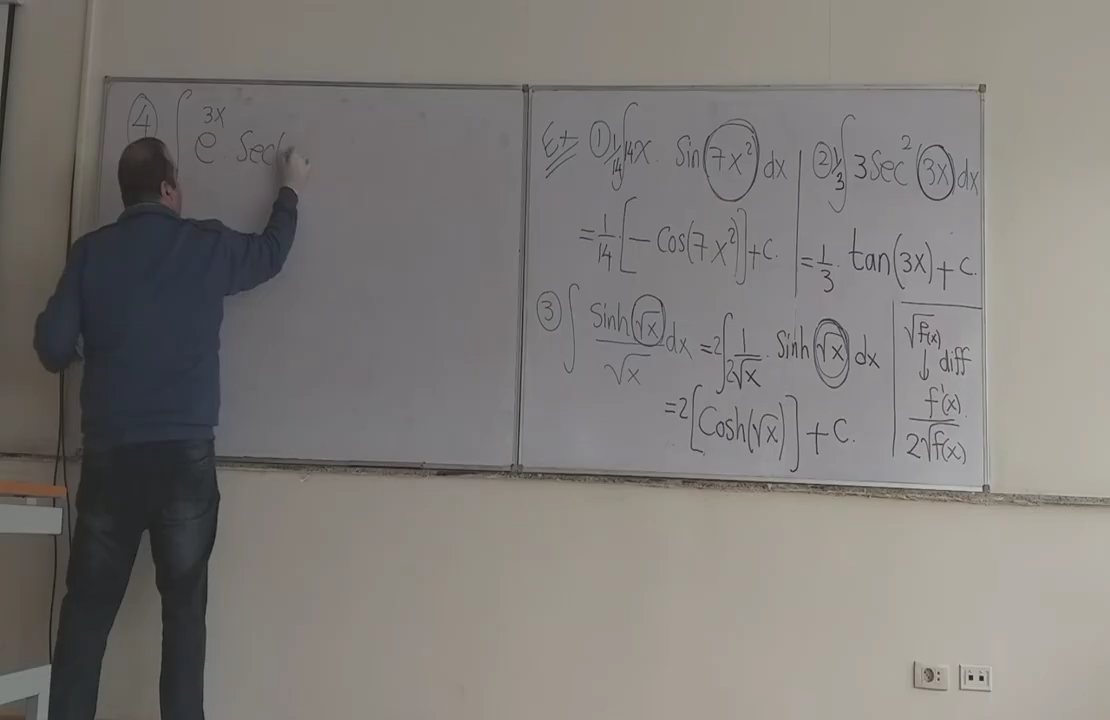 ④ ∫ e^{3x} . Sec(
Ex ① 1/14 ∫ 14x. Sin(7x²) dx
= 1/14 [- Cos(7x²)] + C.
② 1/3 ∫ 3 Sec² (3x) dx
= 1/3 . tan(3x) + C.
③ ∫ Sinh(√x)/√x dx = 2 ∫ 1/2√x . Sinh(√x) dx
= 2 [Cosh(√x)] + C.
√f(x)
↓ diff
f'(x).
2√f(x)